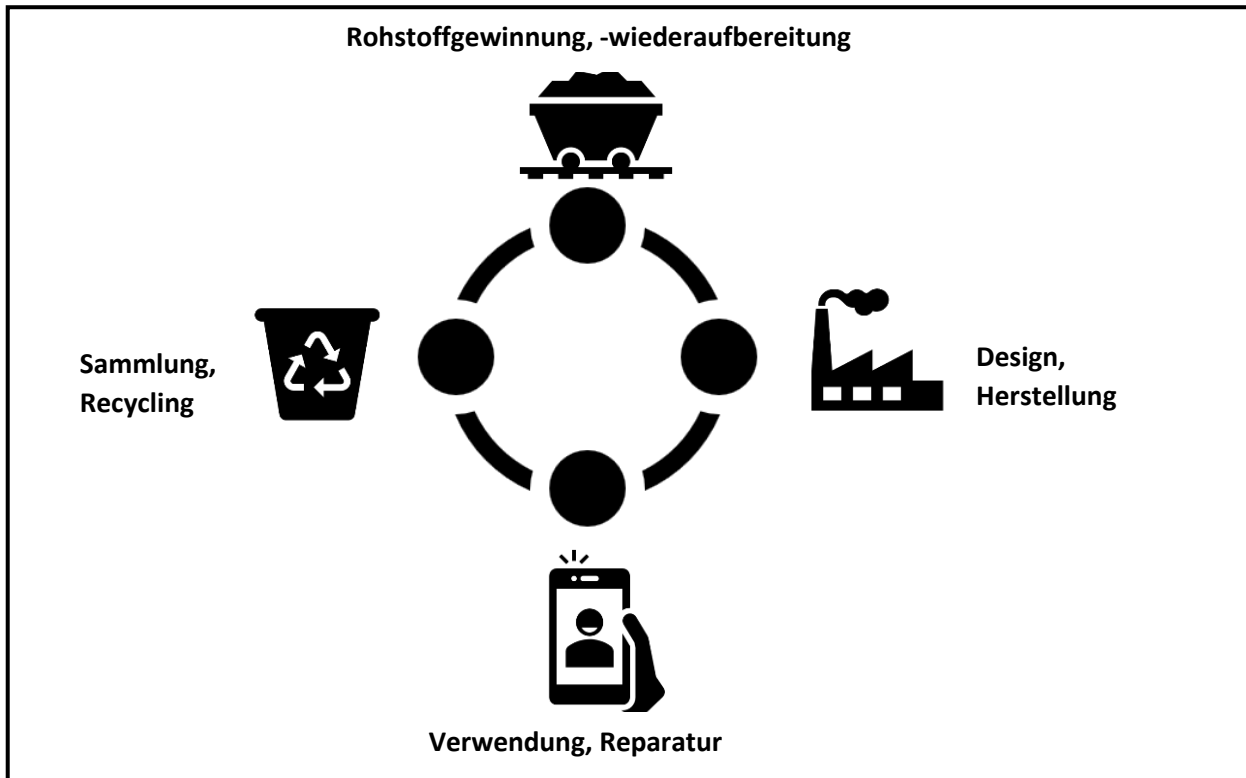 Rohstoffgewinnung, -wiederaufbereitung
Sammlung,
Recycling
Design,
Herstellung
Verwendung, Reparatur